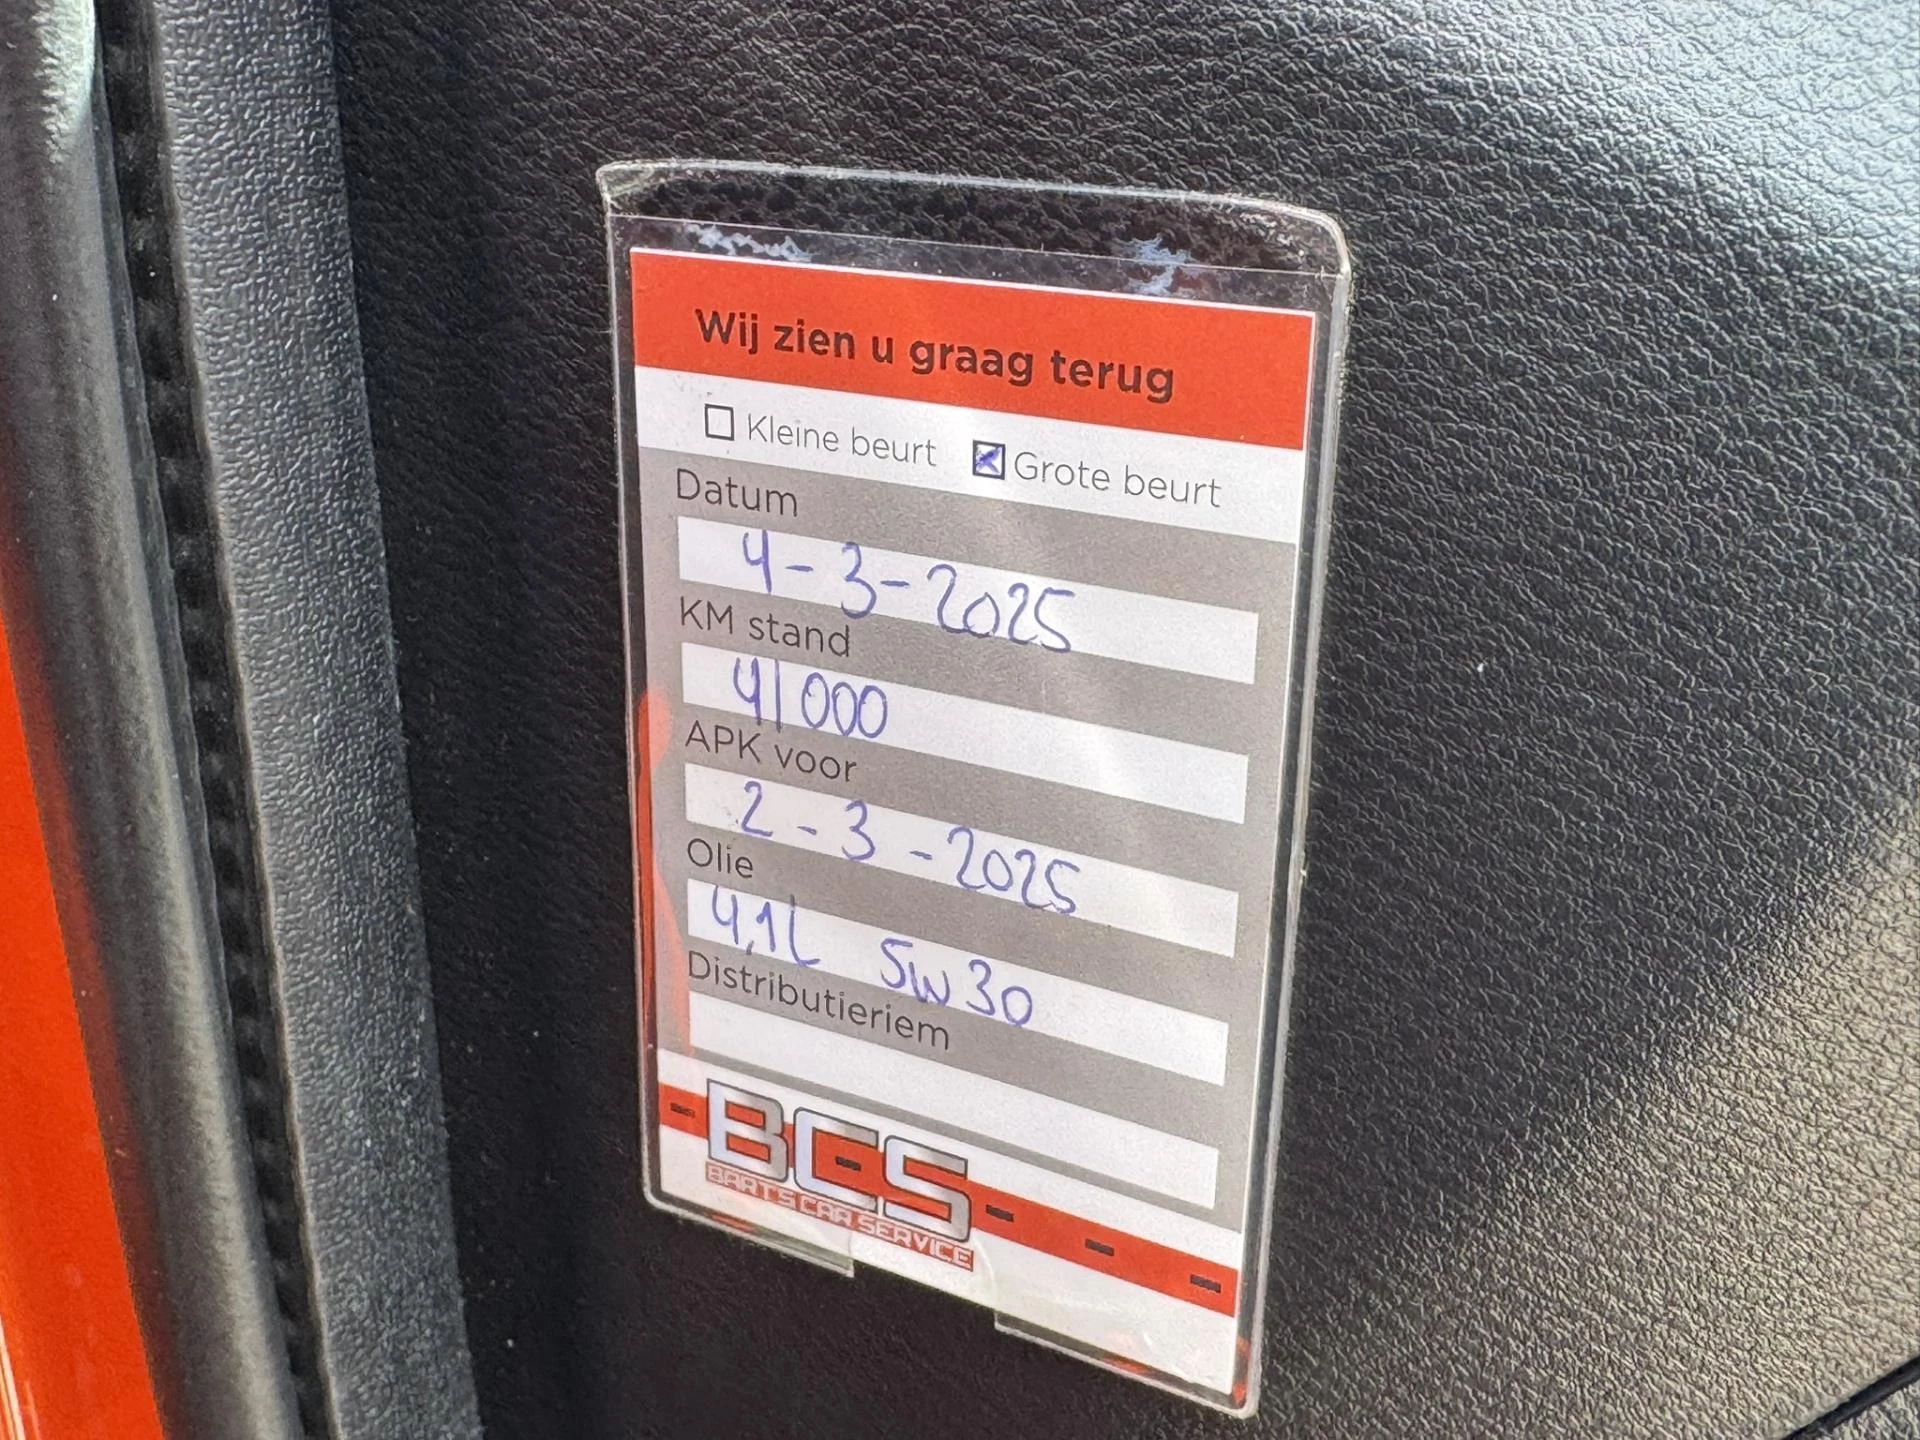 Wij zien u graag terug
☐ Kleine beurt ☒ Grote beurt
Datum
4-3-2025
KM stand
41000
APK voor
2-3-2025
Olie
4,1L 5W30
Distributieriem
BCS
BARTS CAR SERVICE